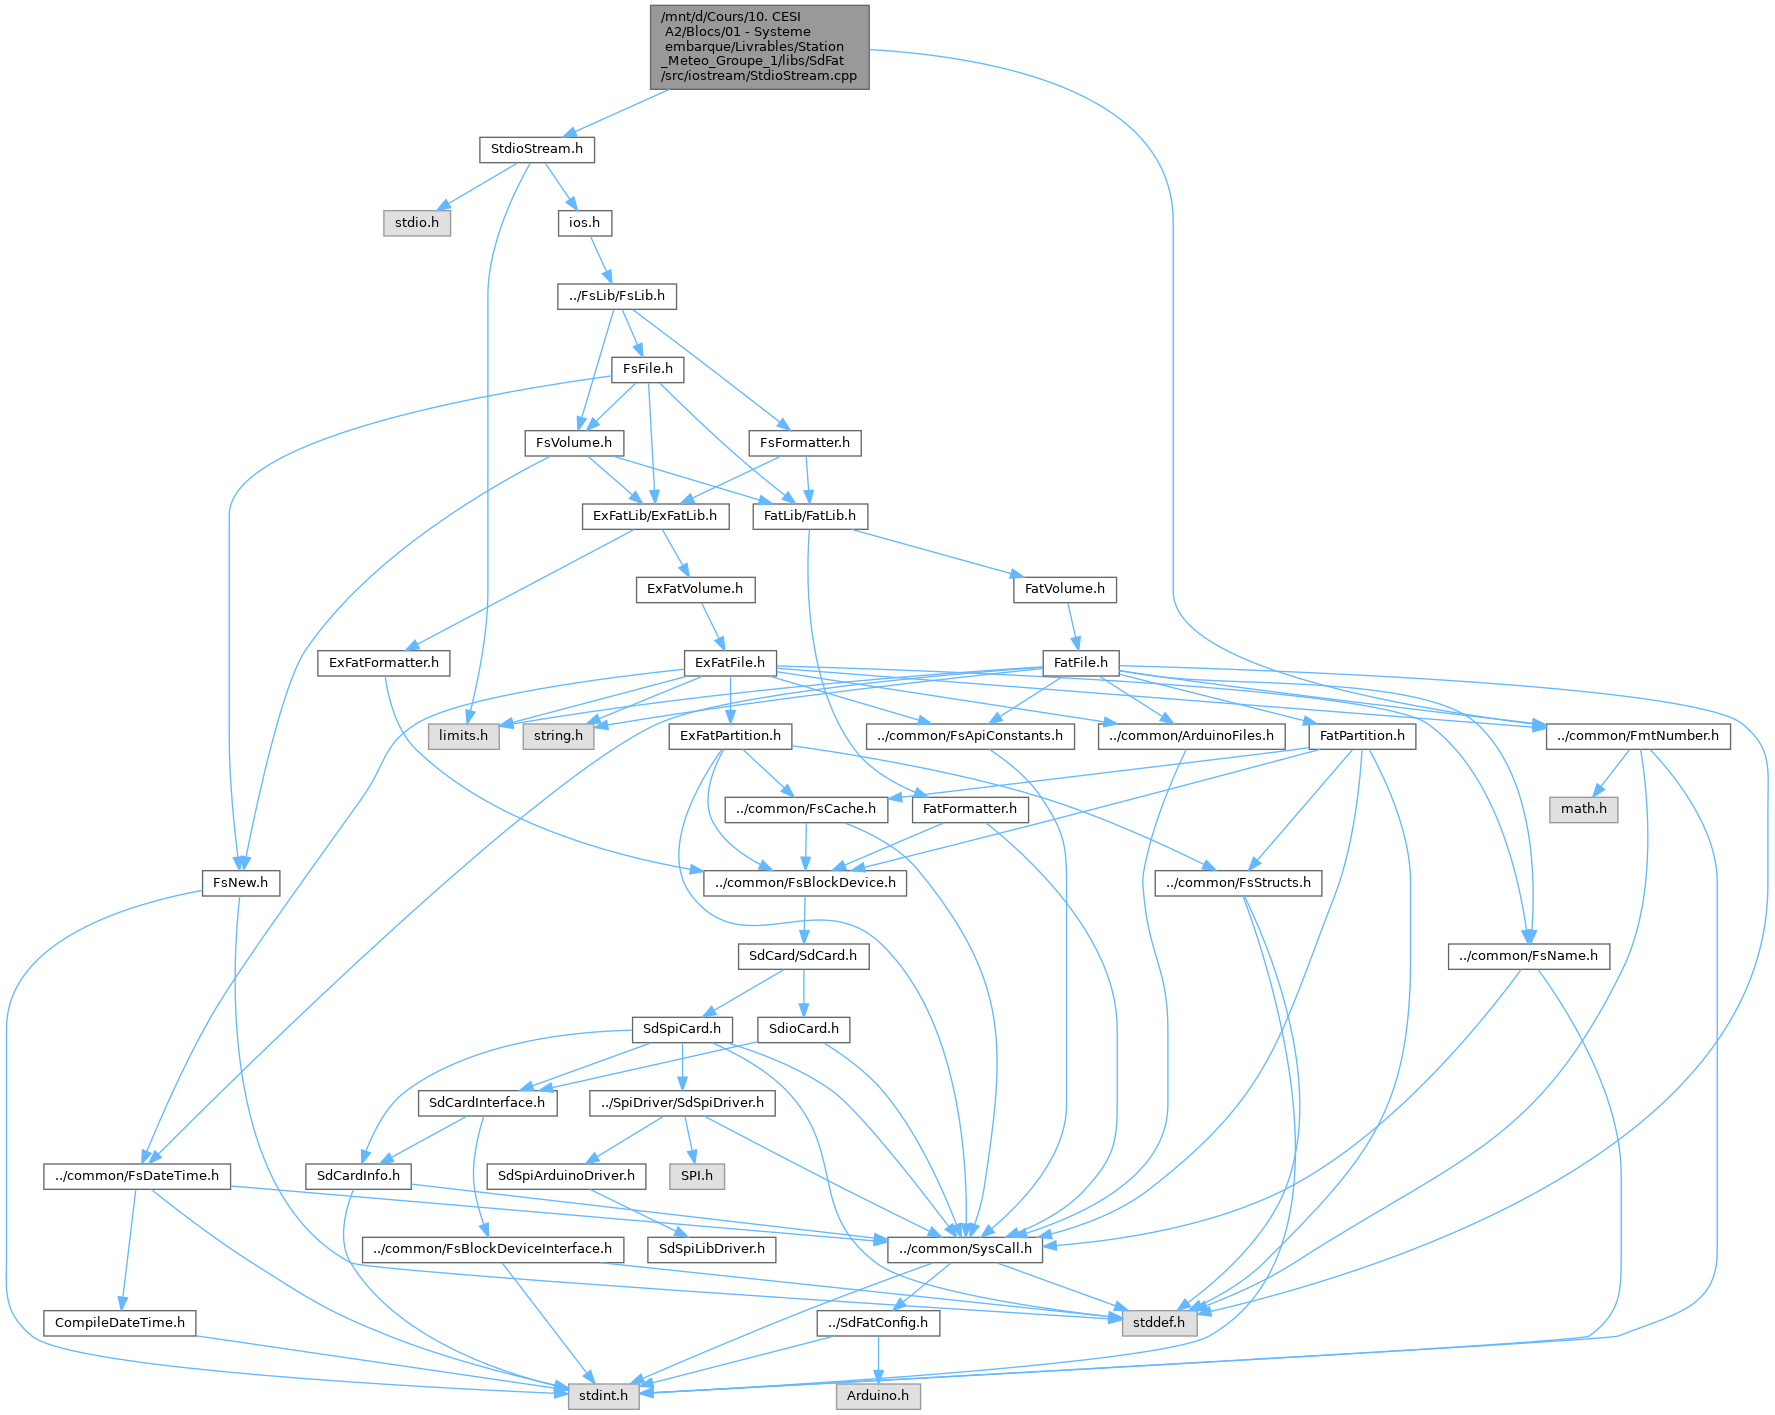 /mnt/d/Cours/10. CESI
A2/Blocs/01 - Systeme
embarque/Livrables/Station
_Meteo_Groupe_1/libs/SdFat
/src/iostream/StdioStream.cpp
StdioStream.h
stdio.h
ios.h
../FsLib/FsLib.h
FsFile.h
FsVolume.h
FsFormatter.h
ExFatLib/ExFatLib.h
FatLib/FatLib.h
ExFatVolume.h
FatVolume.h
ExFatFormatter.h
ExFatFile.h
FatFile.h
limits.h
string.h
ExFatPartition.h
../common/FsApiConstants.h
../common/ArduinoFiles.h
FatPartition.h
../common/FmtNumber.h
../common/FsCache.h
FatFormatter.h
math.h
FsNew.h
../common/FsBlockDevice.h
../common/FsStructs.h
SdCard/SdCard.h
../common/FsName.h
SdSpiCard.h
SdioCard.h
SdCardInterface.h
../SpiDriver/SdSpiDriver.h
../common/FsDateTime.h
SdCardInfo.h
SdSpiArduinoDriver.h
SPI.h
../common/FsBlockDeviceInterface.h
SdSpiLibDriver.h
../common/SysCall.h
CompileDateTime.h
../SdFatConfig.h
stddef.h
stdint.h
Arduino.h